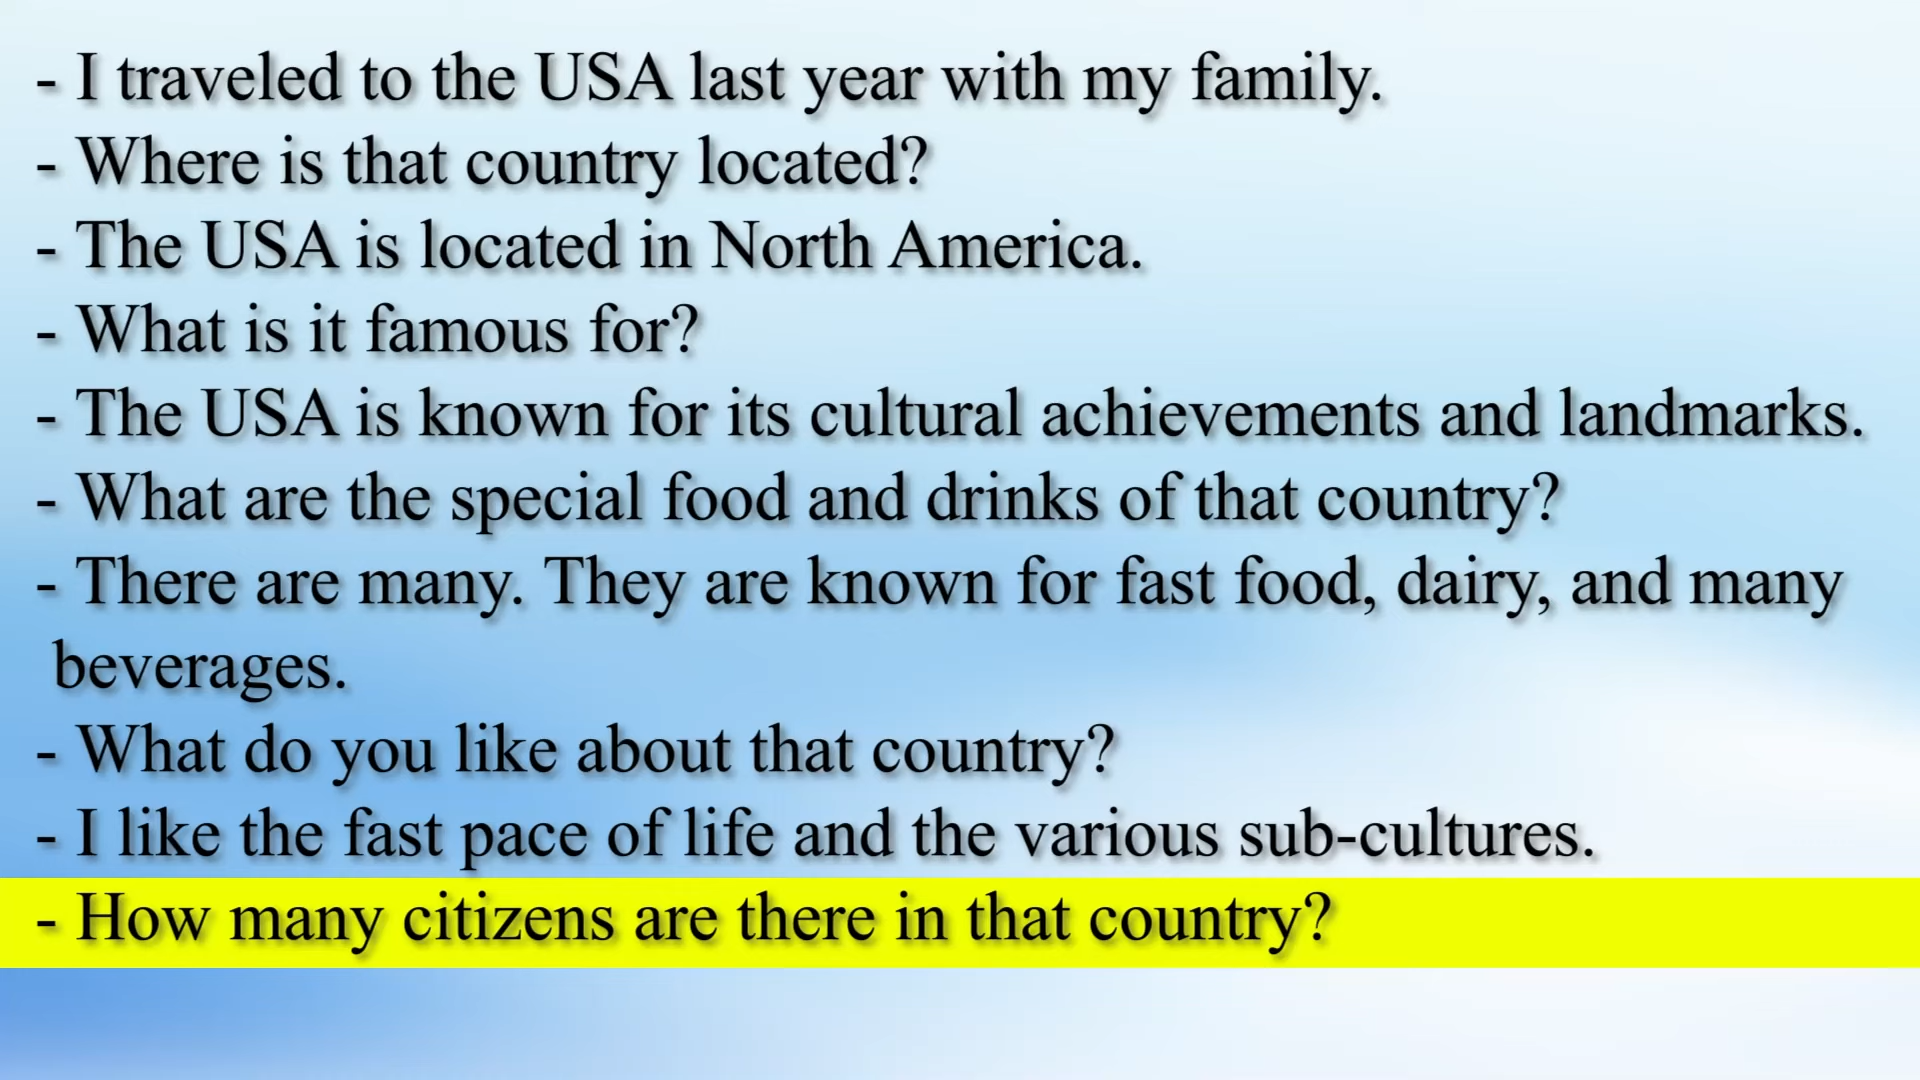 - I traveled to the USA last year with my family.
- Where is that country located?
- The USA is located in North America.
- What is it famous for?
- The USA is known for its cultural achievements and landmarks.
- What are the special food and drinks of that country?
- There are many. They are known for fast food, dairy, and many
beverages.
- What do you like about that country?
- I like the fast pace of life and the various sub-cultures.
- How many citizens are there in that country?